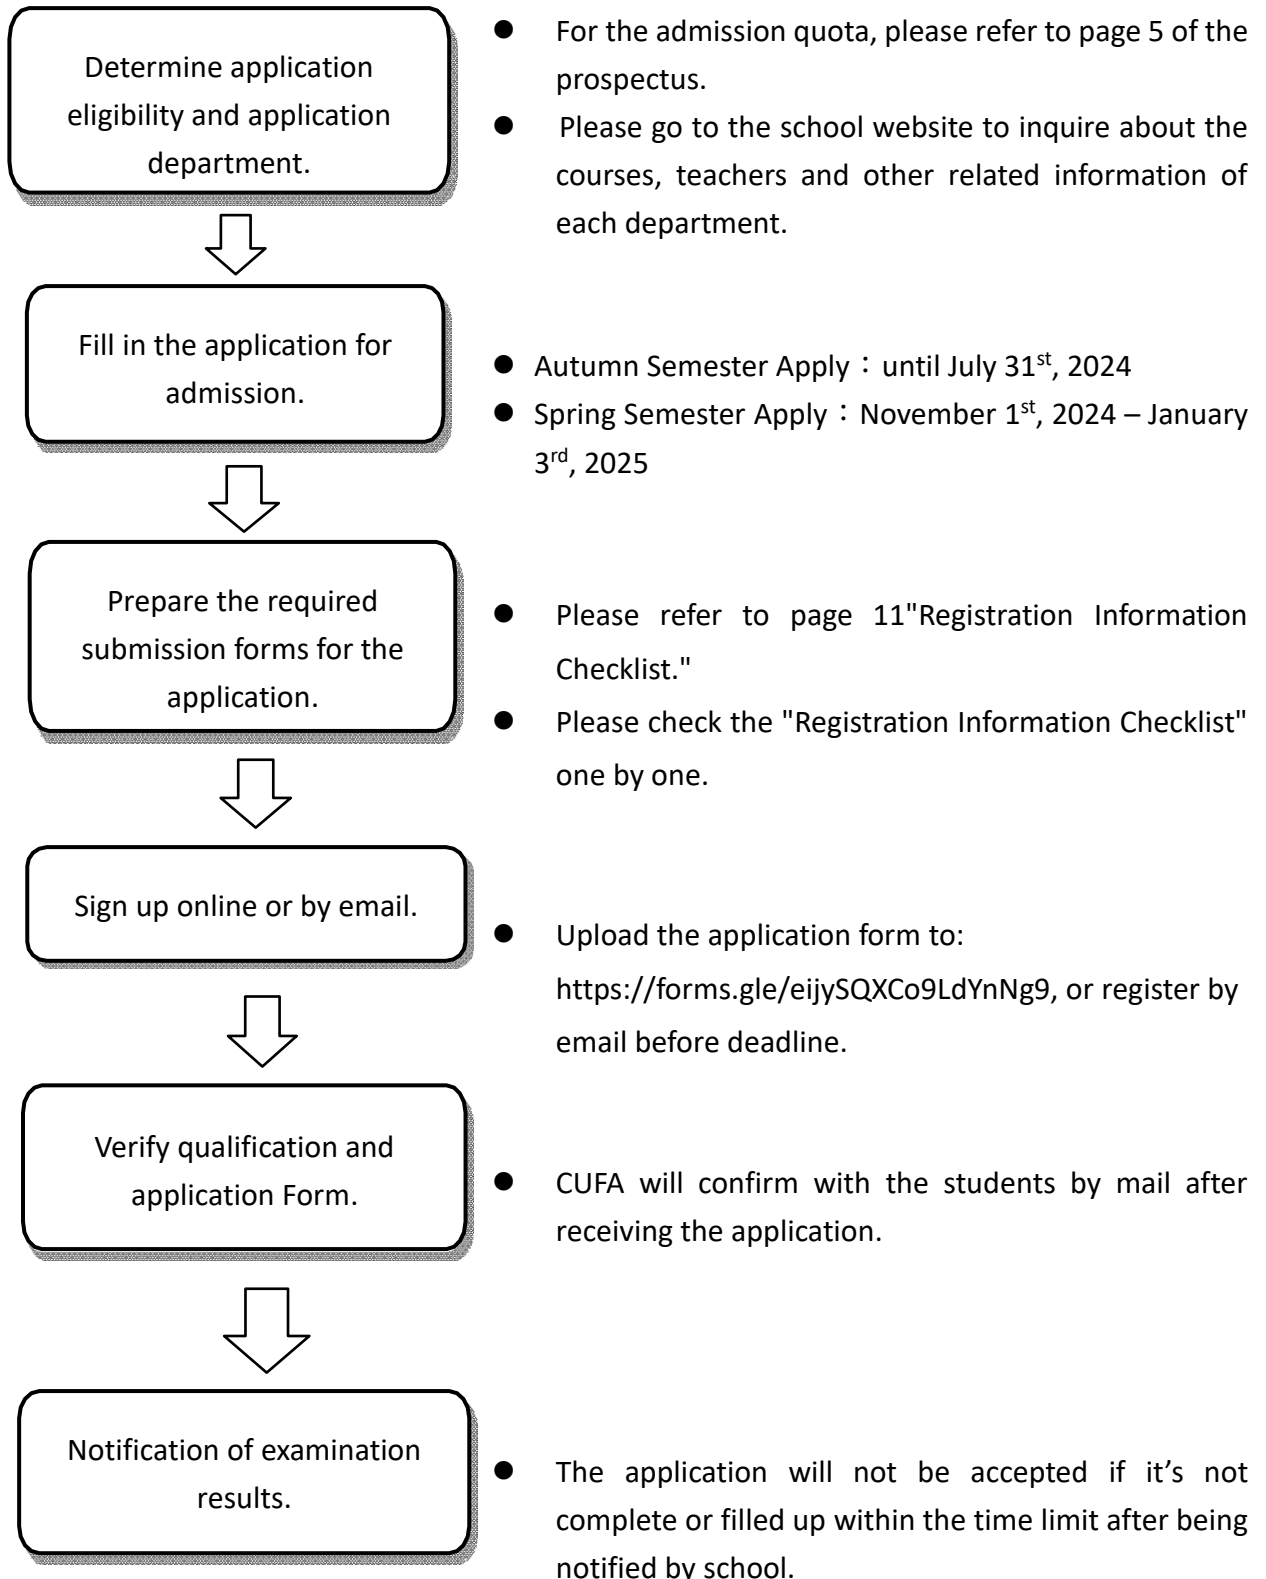 Determine application
eligibility and application
department.
● For the admission quota, please refer to page 5 of the
prospectus.
● Please go to the school website to inquire about the
courses, teachers and other related information of
each department.
Fill in the application for
admission.
● Autumn Semester Apply：until July 31st, 2024
● Spring Semester Apply：November 1st, 2024 – January
3rd, 2025
Prepare the required
submission forms for the
application.
● Please refer to page 11"Registration Information
Checklist."
● Please check the "Registration Information Checklist"
one by one.
Sign up online or by email.
● Upload the application form to:
https://forms.gle/eijySQXCo9LdYnNg9, or register by
email before deadline.
Verify qualification and
application Form.
● CUFA will confirm with the students by mail after
receiving the application.
Notification of examination
results.
● The application will not be accepted if it’s not
complete or filled up within the time limit after being
notified by school.